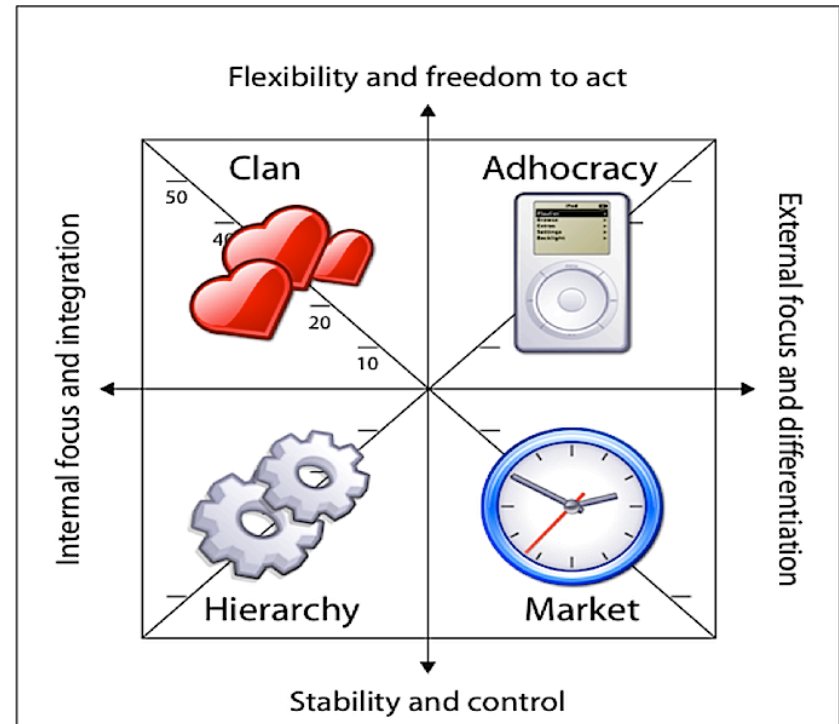 Flexibility and freedom to act
Clan
Adhocracy
50
40
20
10
Internal focus and integration
External focus and differentiation
Hierarchy
Market
Stability and control